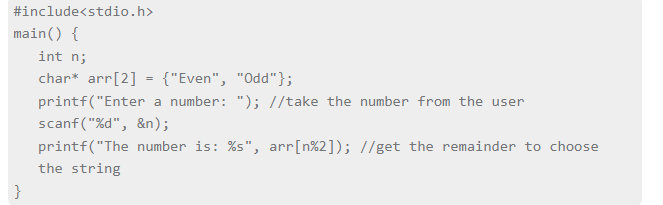 #include<stdio.h>
main() {
   int n;
   char* arr[2] = {"Even", "Odd"};
   printf("Enter a number: "); //take the number from the user
   scanf("%d", &n);
   printf("The number is: %s", arr[n%2]); //get the remainder to choose
   the string
}